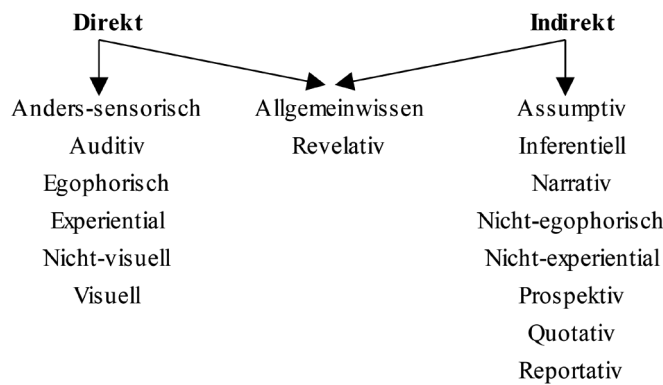 Direkt Indirekt
Anders-sensorisch Allgemeinwissen Assumptiv
Auditiv Revelativ Inferentiell
Egophorisch Narrativ
Experiential Nicht-egophorisch
Nicht-visuell Nicht-experiential
Visuell Prospektiv
Quotativ
Reportativ